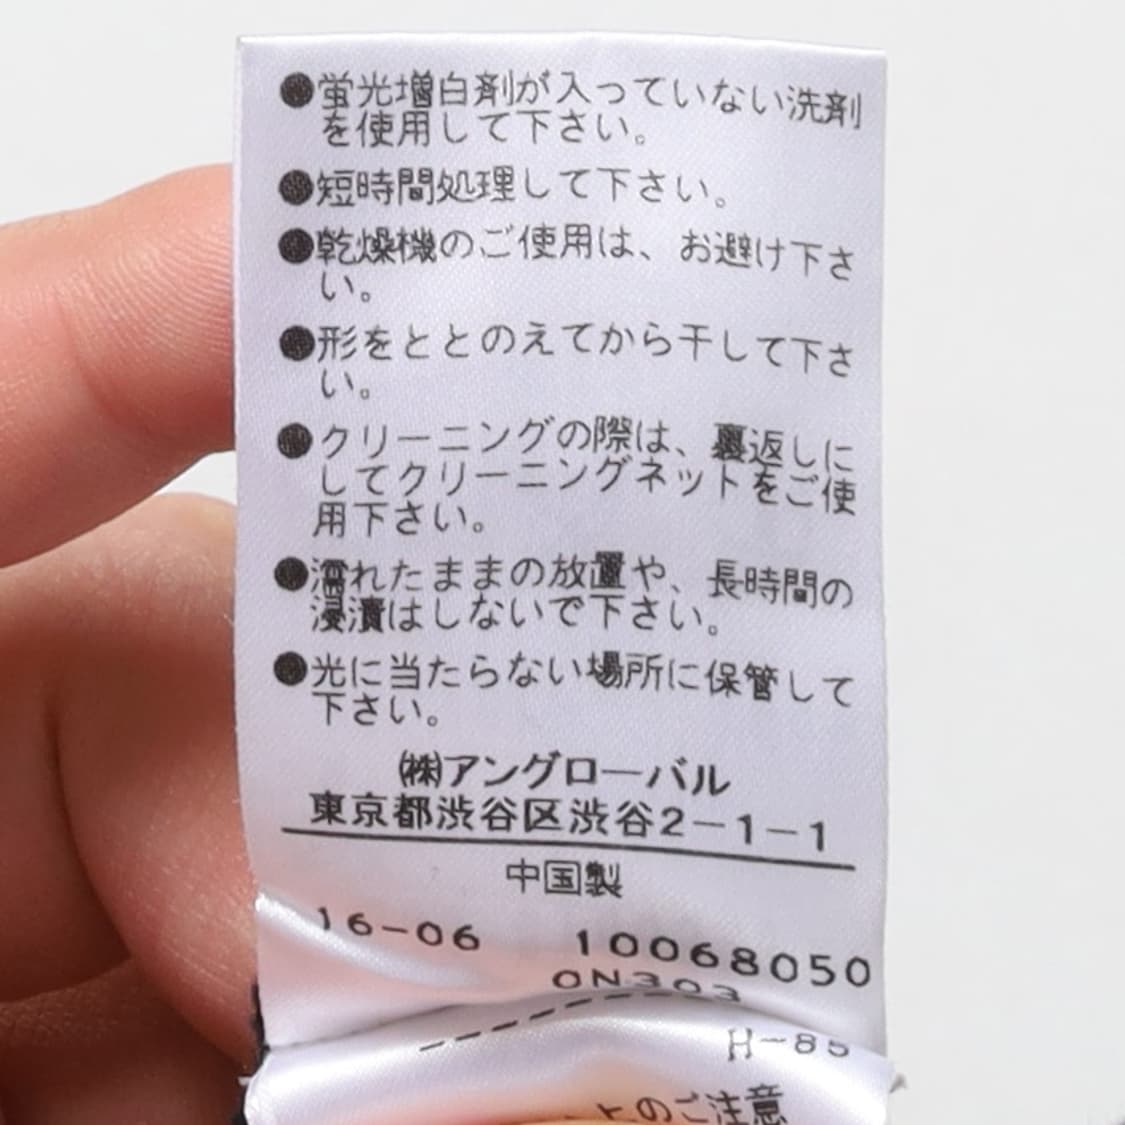 ●蛍光増白剤が入っていない洗剤
を使用して下さい。
●短時間処理して下さい。
●乾燥機のご使用は、お避け下さ
い。
●形をととのえてから干して下さ
い。
●クリーニングの際は、裏返しに
してクリーニングネットをご使
用下さい。
●濡れたままの放置や、長時間の
浸漬はしないで下さい。
●光に当たらない場所に保管して
下さい。
㈱アングローバル
東京都渋谷区渋谷2-1-1
中国製
16-06 10068050
0N303
H-85
のご注意